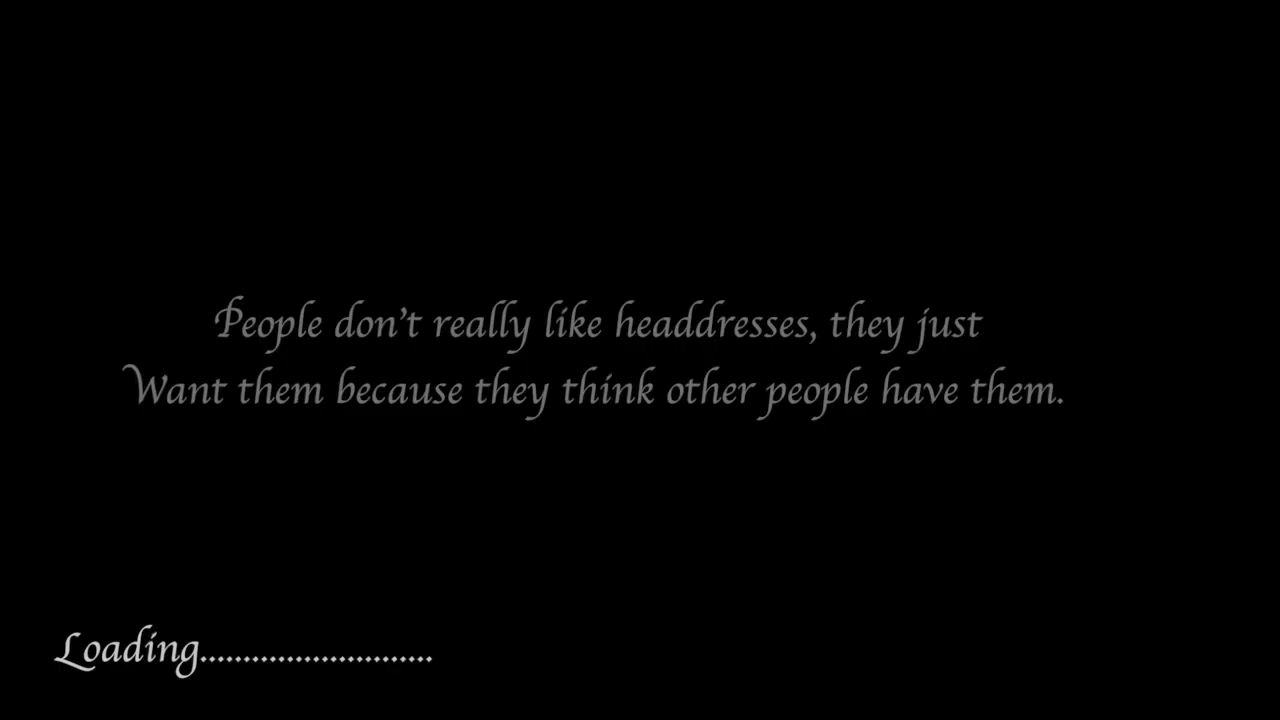 People don't really like headdresses, they just
Want them because they think other people have them.
Loading...........................